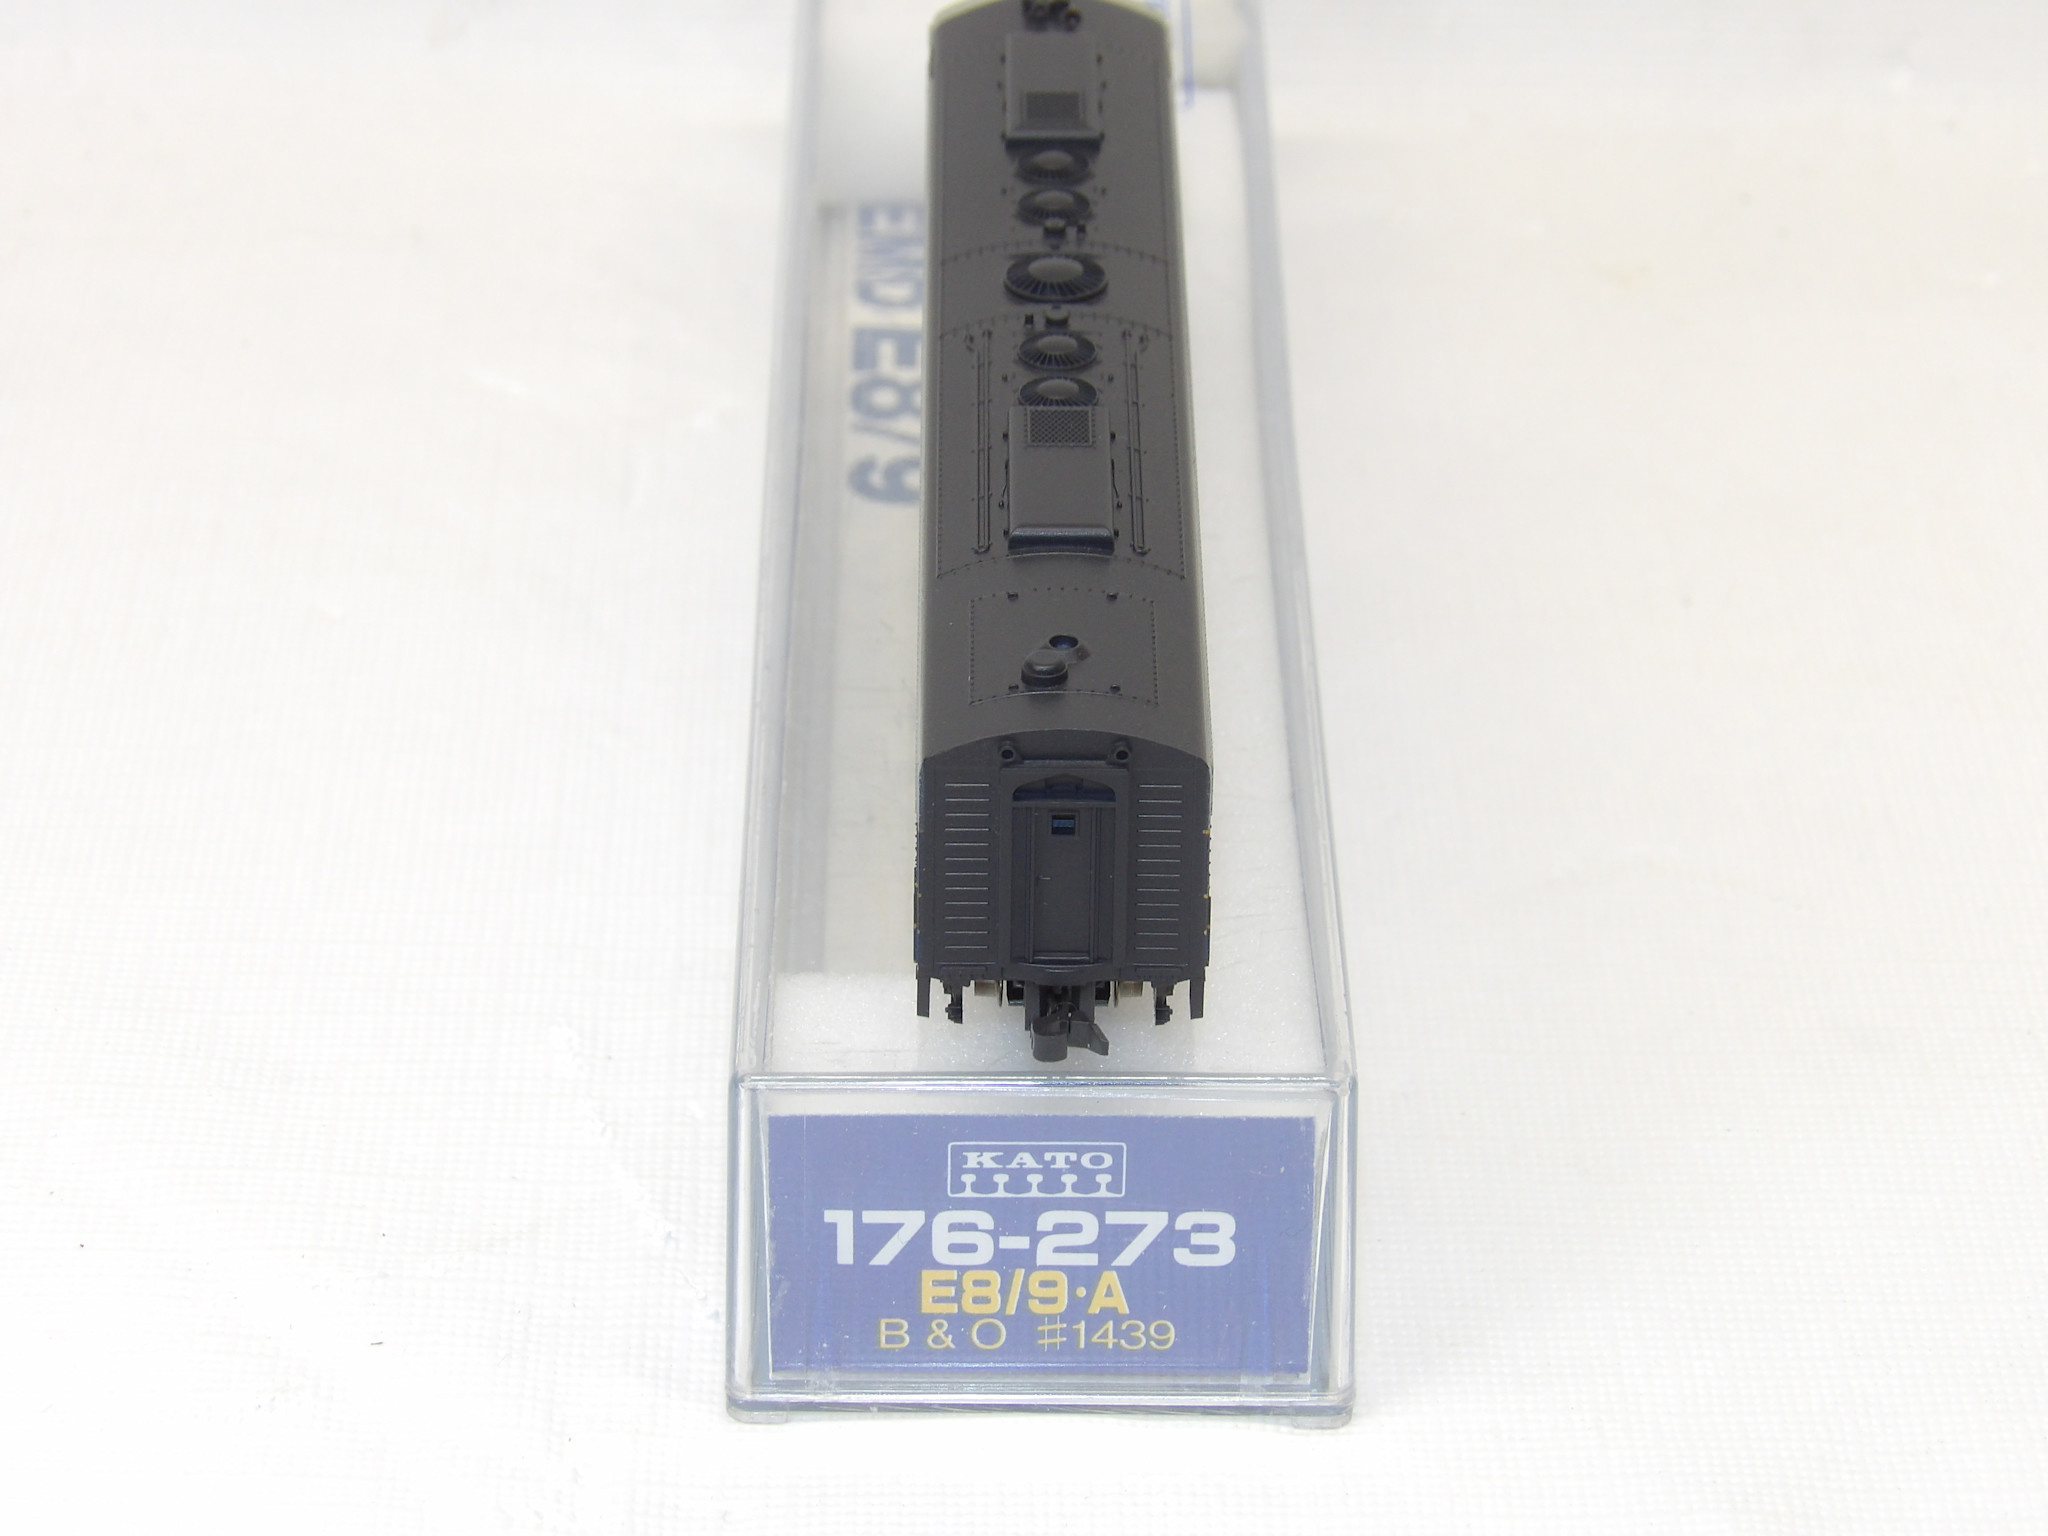 EMD E8/9
KATO
176-273
E8/9·A
B & O #1439